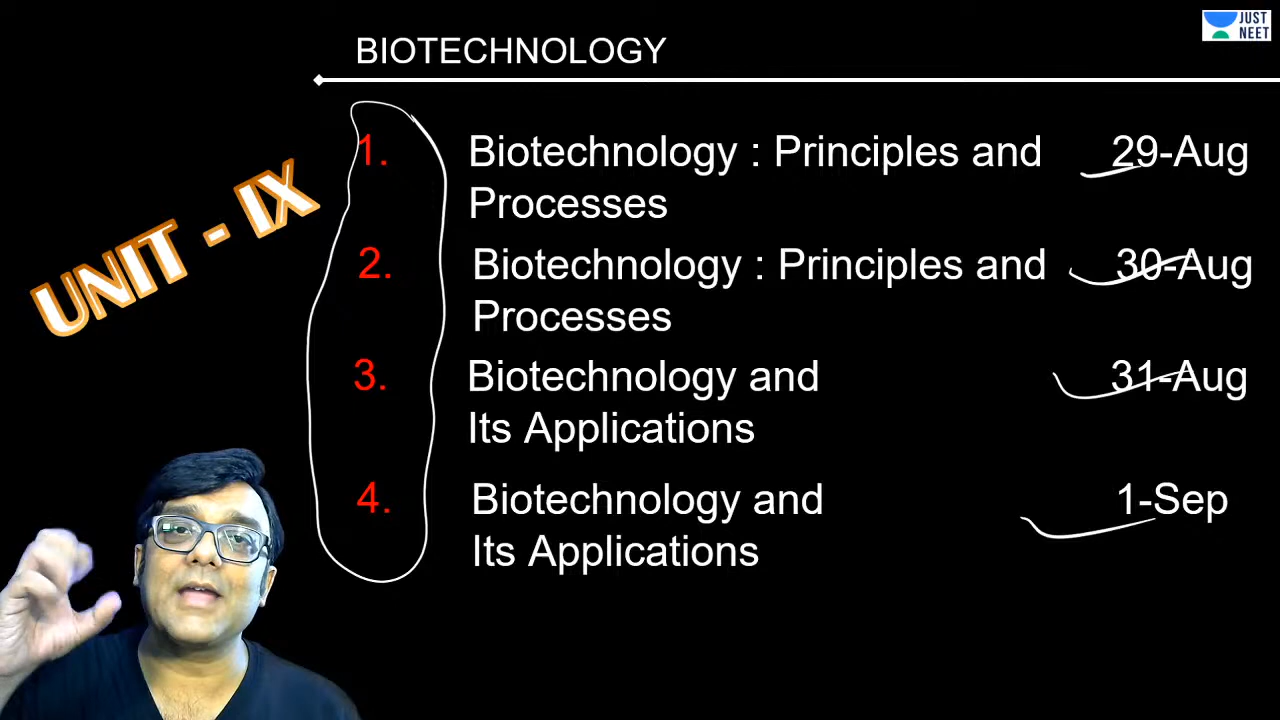 JUST
NEET
BIOTECHNOLOGY
UNIT - IX
1. Biotechnology : Principles and 29-Aug
Processes
2. Biotechnology : Principles and 30-Aug
Processes
3. Biotechnology and 31-Aug
Its Applications
4. Biotechnology and 1-Sep
Its Applications